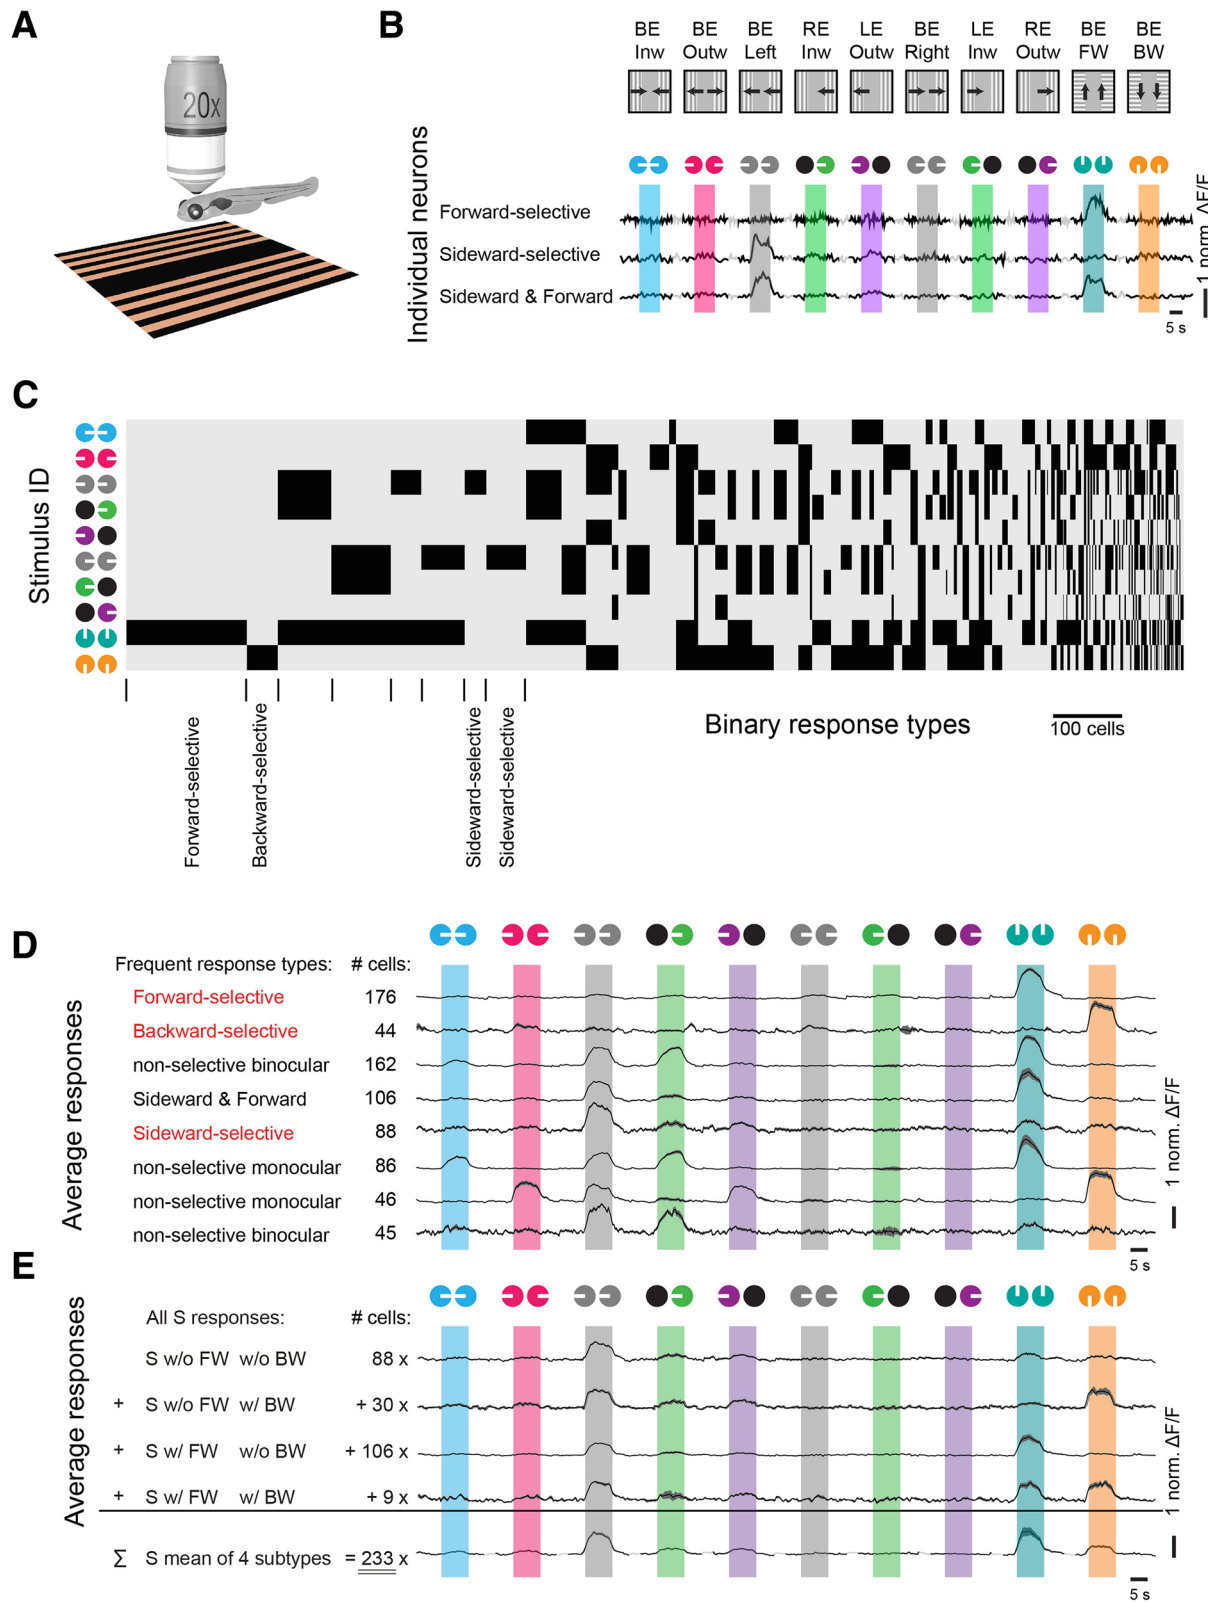 A
20x
B
BE Inw
BE Outw
BE Left
RE Inw
LE Outw
BE Right
LE Inw
RE Outw
BE FW
BE BW
Individual neurons
Forward-selective
Sideward-selective
Sideward & Forward
1 norm. ΔF/F
5 s
C
Stimulus ID
Forward-selective
Backward-selective
Sideward-selective
Sideward-selective
Binary response types
100 cells
D
Average responses
Frequent response types: # cells:
Forward-selective 176
Backward-selective 44
non-selective binocular 162
Sideward & Forward 106
Sideward-selective 88
non-selective monocular 86
non-selective monocular 46
non-selective binocular 45
1 norm. ΔF/F
5 s
E
Average responses
All S responses: # cells:
S w/o FW w/o BW 88 x
+ S w/o FW w/ BW + 30 x
+ S w/ FW w/o BW + 106 x
+ S w/ FW w/ BW + 9 x
Σ S mean of 4 subtypes = 233 x
1 norm. ΔF/F
5 s